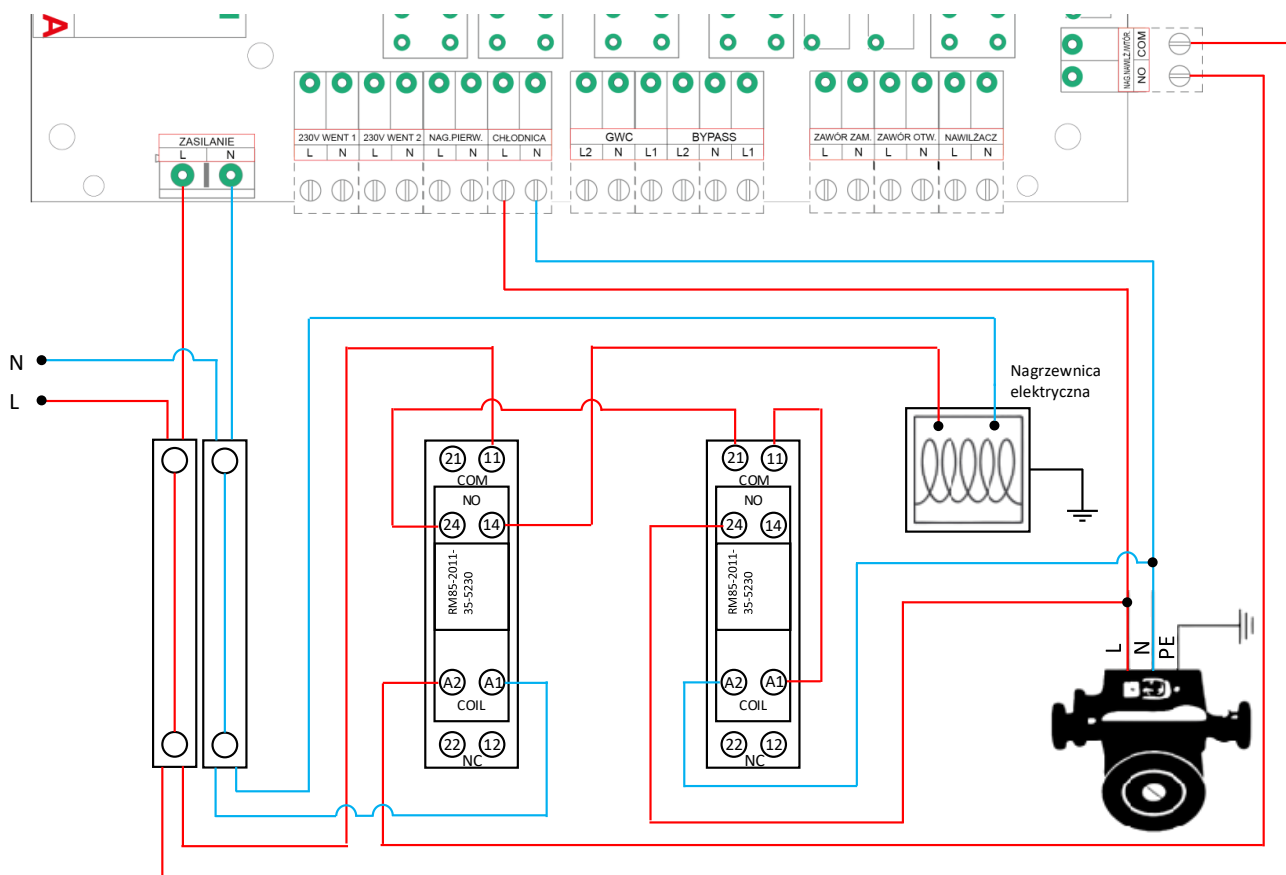 A
NAG.NAWILŻ.WTÓR.
COM
NO
ZASILANIE
L N
230V WENT 1 230V WENT 2 NAG.PIERW. CHŁODNICA GWC BYPASS ZAWÓR ZAM. ZAWÓR OTW. NAWILŻACZ
L N L N L N L N L2 N L1 L2 N L1 L N L N L N
N
L
Nagrzewnica
elektryczna
21 11
COM
NO
24 14
RM85-2011-
35-5230
A2 A1
COIL
22 12
NC
21 11
COM
NO
24 14
RM85-2011-
35-5230
A2 A1
COIL
22 12
NC
L N PE